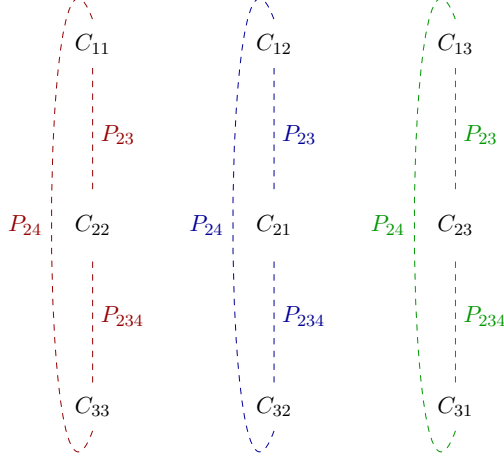 C₁₁ C₁₂ C₁₃
P₂₃ P₂₃ P₂₃
P₂₄ C₂₂ P₂₄ C₂₁ P₂₄ C₂₃
P₂₃₄ P₂₃₄ P₂₃₄
C₃₃ C₃₂ C₃₁